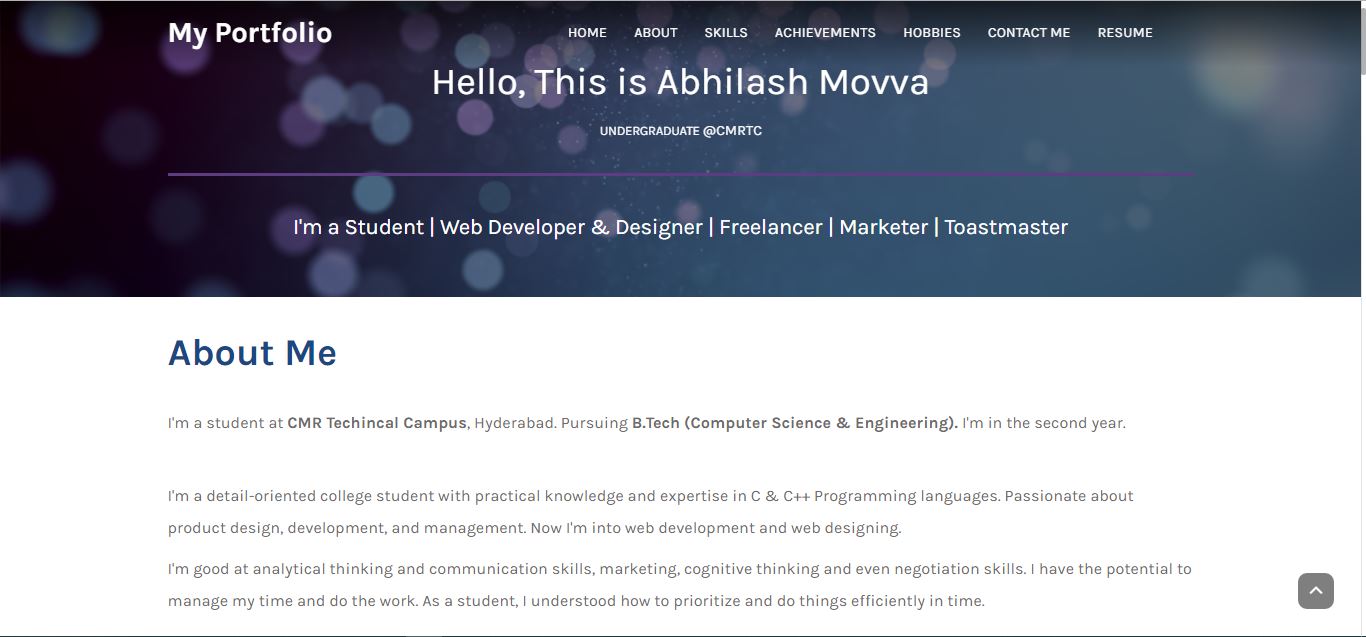 My Portfolio
HOME ABOUT SKILLS ACHIEVEMENTS HOBBIES CONTACT ME RESUME
Hello, This is Abhilash Movva
UNDERGRADUATE @CMRTC
I'm a Student | Web Developer & Designer | Freelancer | Marketer | Toastmaster
About Me
I'm a student at CMR Techincal Campus, Hyderabad. Pursuing B.Tech (Computer Science & Engineering). I'm in the second year.
I'm a detail-oriented college student with practical knowledge and expertise in C & C++ Programming languages. Passionate about
product design, development, and management. Now I'm into web development and web designing.
I'm good at analytical thinking and communication skills, marketing, cognitive thinking and even negotiation skills. I have the potential to
manage my time and do the work. As a student, I understood how to prioritize and do things efficiently in time.